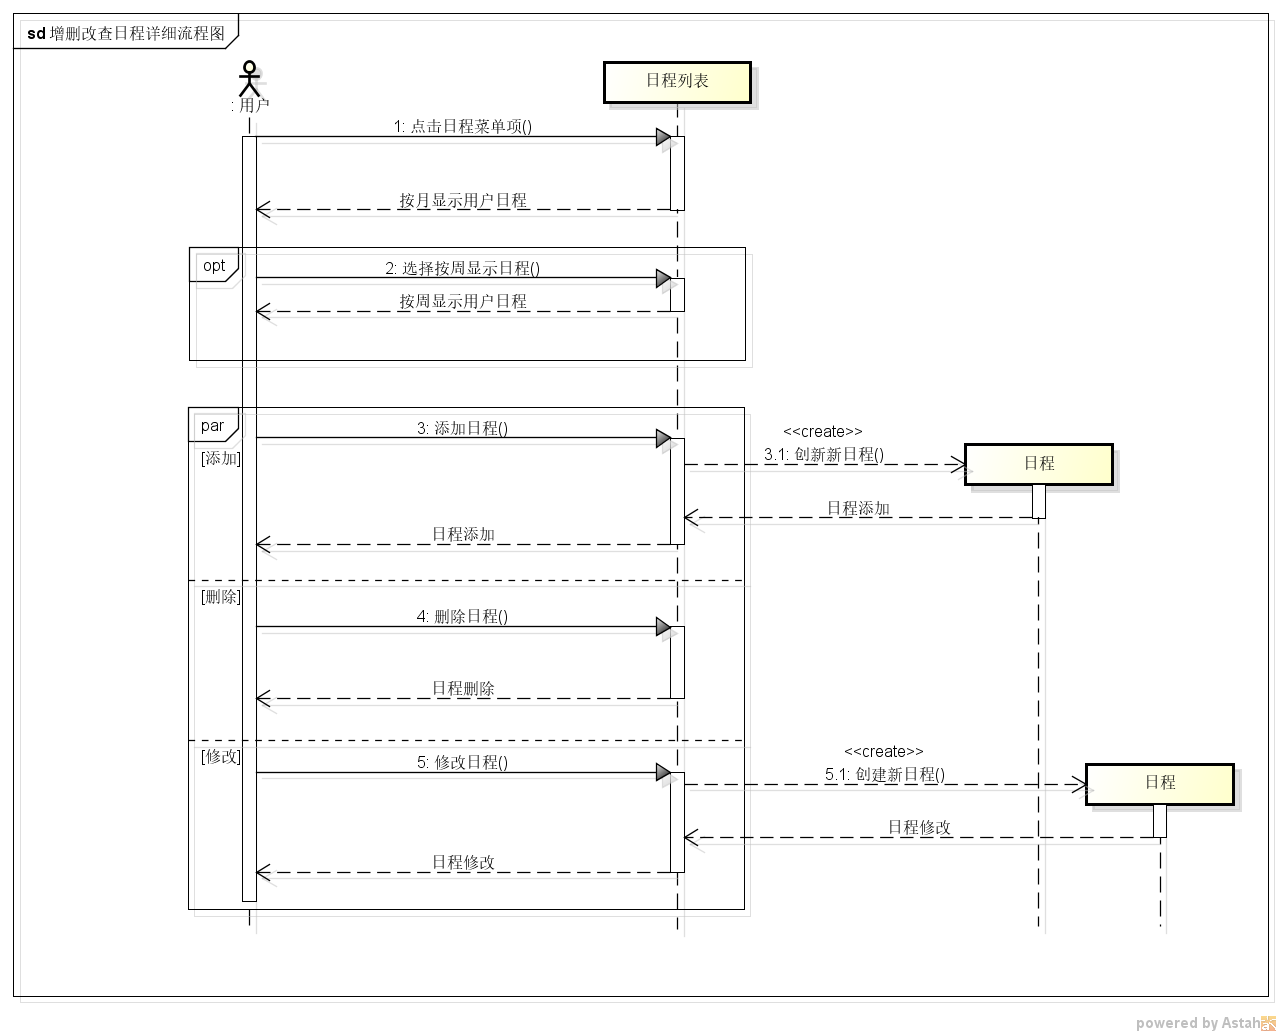 sd 增删改查日程详细流程图
: 用户
日程列表
1: 点击日程菜单项()
按月显示用户日程
opt
2: 选择按周显示日程()
按周显示用户日程
par
[添加]
3: 添加日程()
<<create>>
3.1: 创新新日程()
日程
日程添加
日程添加
[删除]
4: 删除日程()
日程删除
[修改]
5: 修改日程()
<<create>>
5.1: 创建新日程()
日程
日程修改
日程修改
powered by Astah